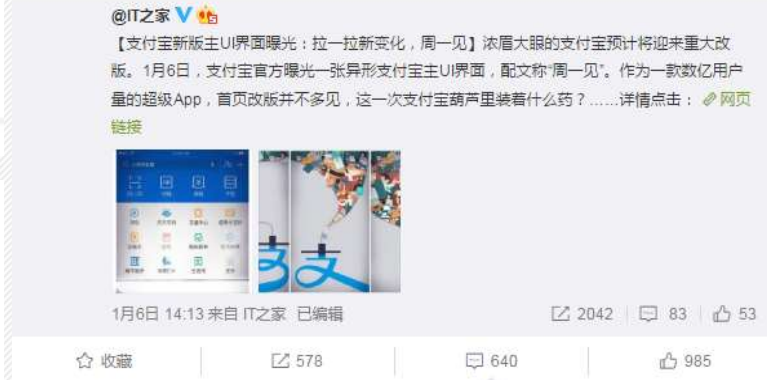 @IT之家
【支付宝新版主UI界面曝光：拉一拉新变化，周一见】浓眉大眼的支付宝预计将迎来重大改
版。1月6日，支付宝官方曝光一张异形支付宝主UI界面，配文称“周一见”。作为一款数亿用户
量的超级App，首页改版并不多见，这一次支付宝葫芦里装着什么药？……详情点击： 网页
链接
支
支
1月6日 14:13 来自 IT之家 已编辑 2042 83 53
收藏 578 640 985